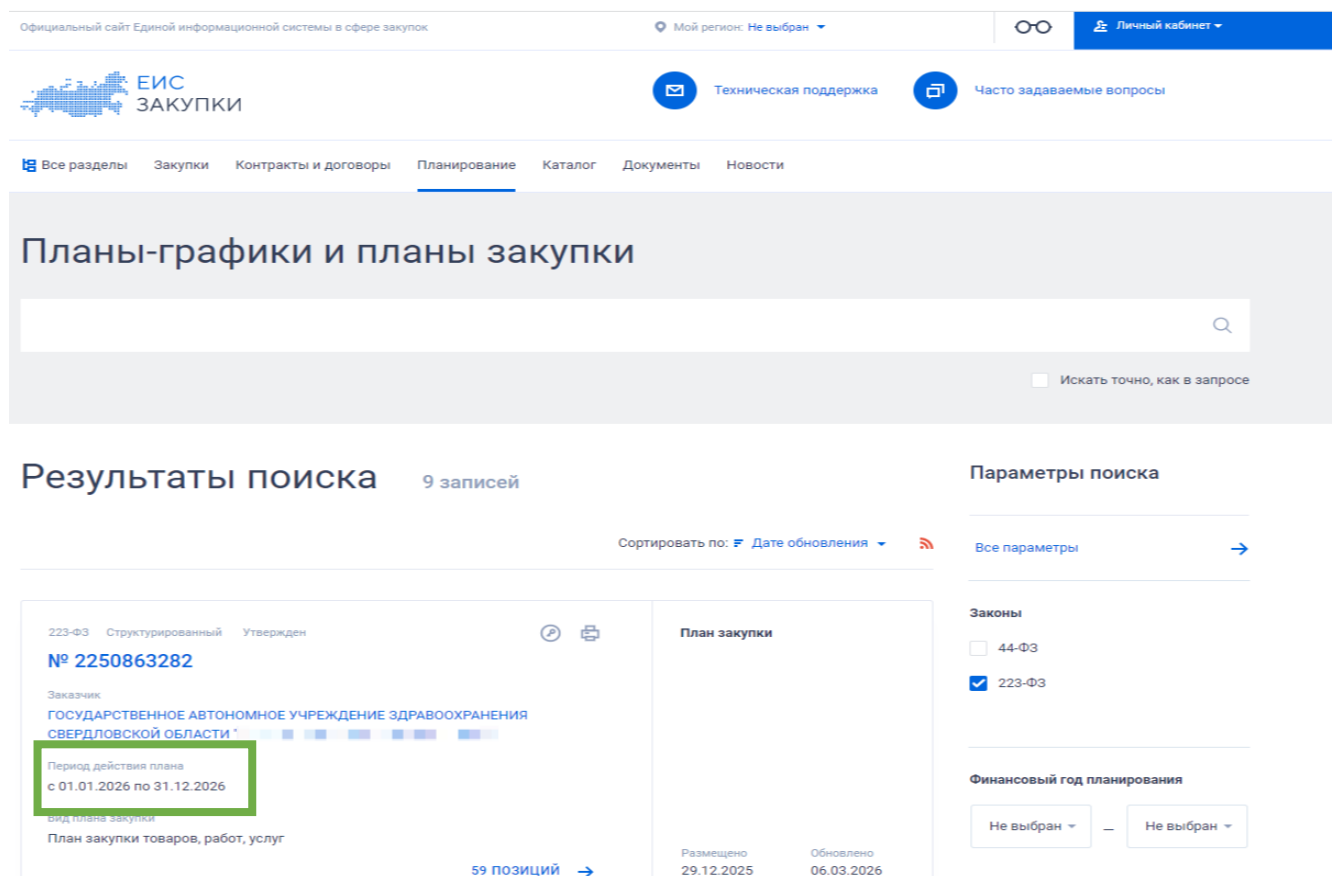 Официальный сайт Единой информационной системы в сфере закупок
Мой регион: Не выбран
Личный кабинет
ЕИС
ЗАКУПКИ
Техническая поддержка
Часто задаваемые вопросы
Все разделы Закупки Контракты и договоры Планирование Каталог Документы Новости
Планы-графики и планы закупки
Искать точно, как в запросе
Результаты поиска 9 записей
Сортировать по: Дате обновления
223-ФЗ Структурированный Утвержден
№ 2250863282
Заказчик
ГОСУДАРСТВЕННОЕ АВТОНОМНОЕ УЧРЕЖДЕНИЕ ЗДРАВООХРАНЕНИЯ
СВЕРДЛОВСКОЙ ОБЛАСТИ
Период действия плана
с 01.01.2026 по 31.12.2026
Вид плана закупки
План закупки товаров, работ, услуг
59 ПОЗИЦИЙ
План закупки
Размещено
29.12.2025
Обновлено
06.03.2026
Параметры поиска
Все параметры
Законы
44-ФЗ
223-ФЗ
Финансовый год планирования
Не выбран – Не выбран